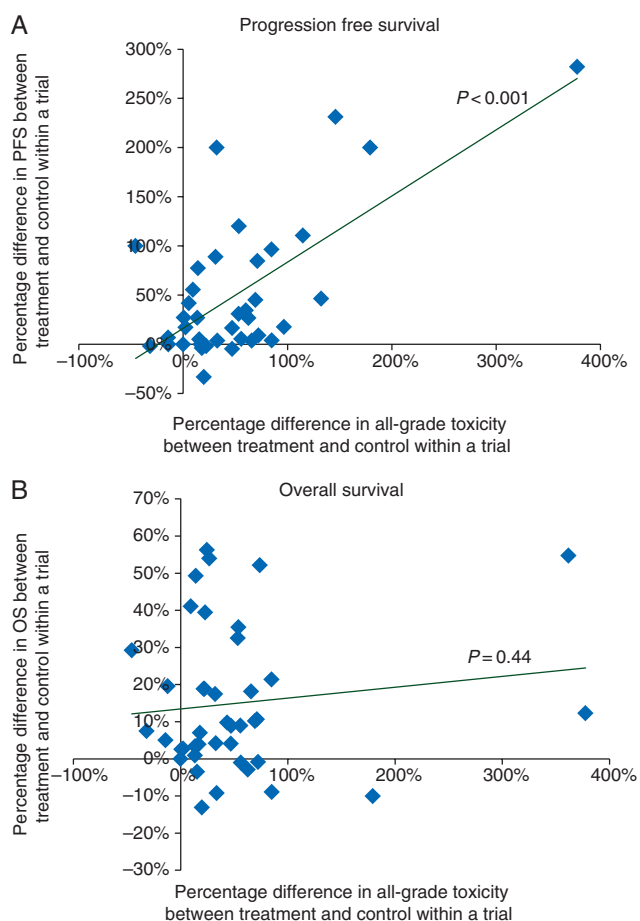 A
Progression free survival
Percentage difference in PFS between
treatment and control within a trial
300%
250%
200%
150%
100%
50%
0%
–50%
–100%
0%
100%
200%
300%
400%
P < 0.001
Percentage difference in all-grade toxicity
between treatment and control within a trial
B
Overall survival
Percentage difference in OS between
treatment and control within a trial
70%
60%
50%
40%
30%
20%
10%
0%
–10%
–20%
–30%
–100%
0%
100%
200%
300%
400%
P = 0.44
Percentage difference in all-grade toxicity
between treatment and control within a trial